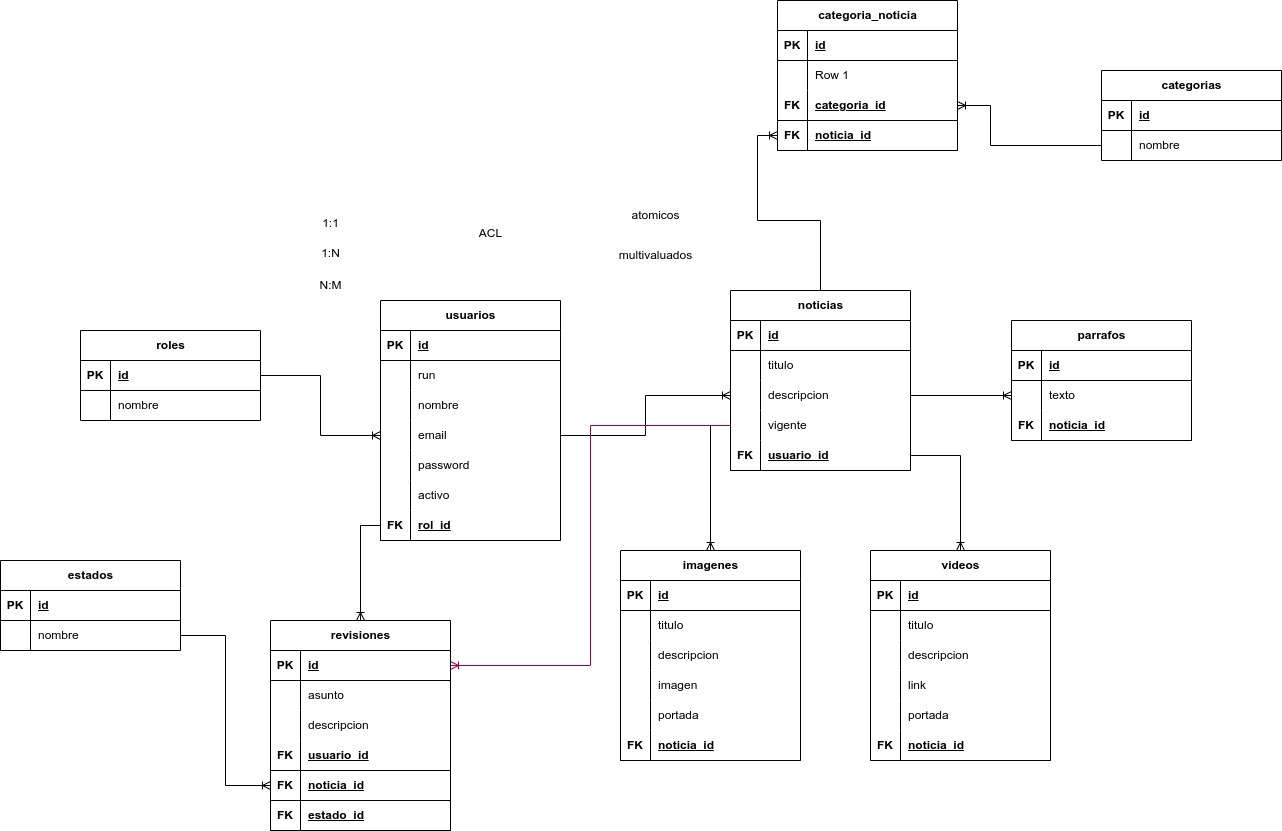 categoria_noticia
PK id
Row 1
FK categoria_id
FK noticia_id
categorias
PK id
nombre
1:1
1:N
N:M
ACL
atomicos
multivaluados
roles
PK id
nombre
usuarios
PK id
run
nombre
email
password
activo
FK rol_id
noticias
PK id
titulo
descripcion
vigente
FK usuario_id
parrafos
PK id
texto
FK noticia_id
estados
PK id
nombre
revisiones
PK id
asunto
descripcion
FK usuario_id
FK noticia_id
FK estado_id
imagenes
PK id
titulo
descripcion
imagen
portada
FK noticia_id
videos
PK id
titulo
descripcion
link
portada
FK noticia_id